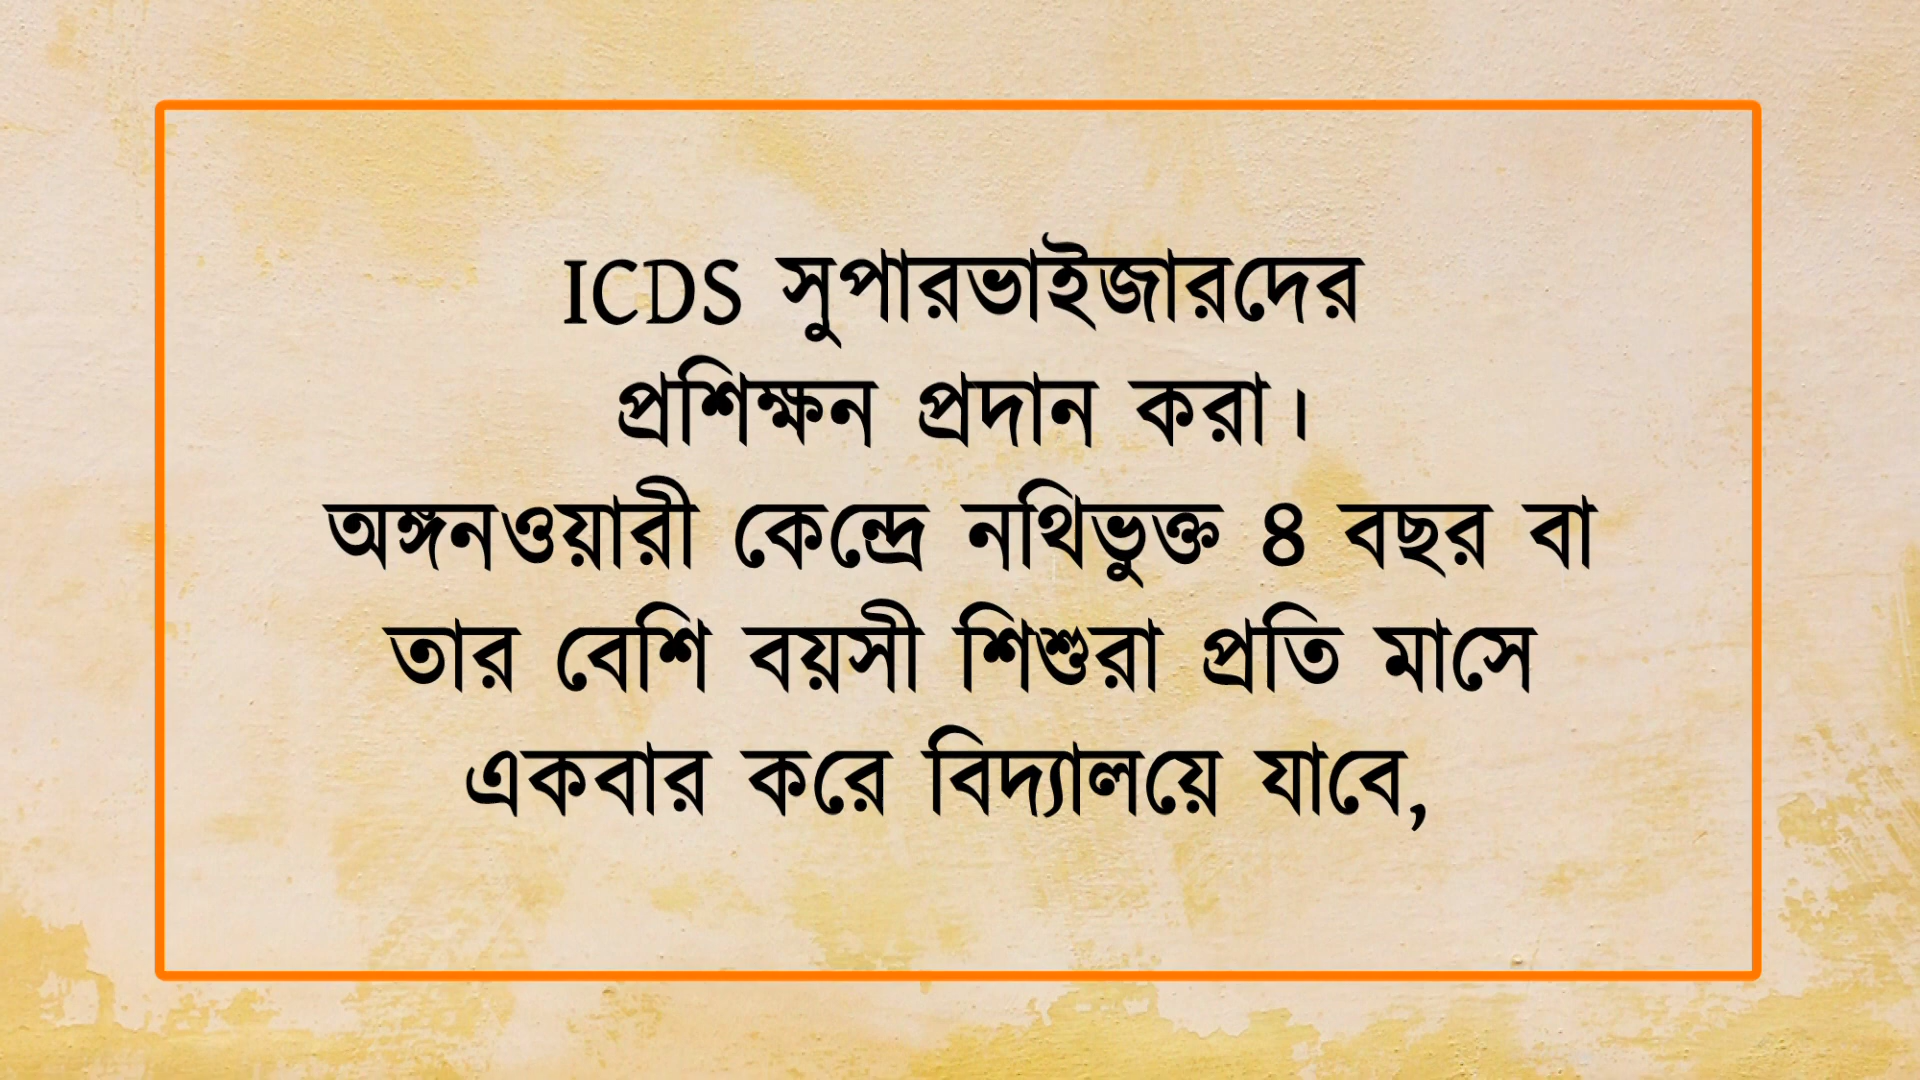 ICDS সুপারভাইজারদের
প্রশিক্ষন প্রদান করা।
অঙ্গনওয়ারী কেন্দ্রে নথিভুক্ত ৪ বছর বা
তার বেশি বয়সী শিশুরা প্রতি মাসে
একবার করে বিদ্যালয়ে যাবে,